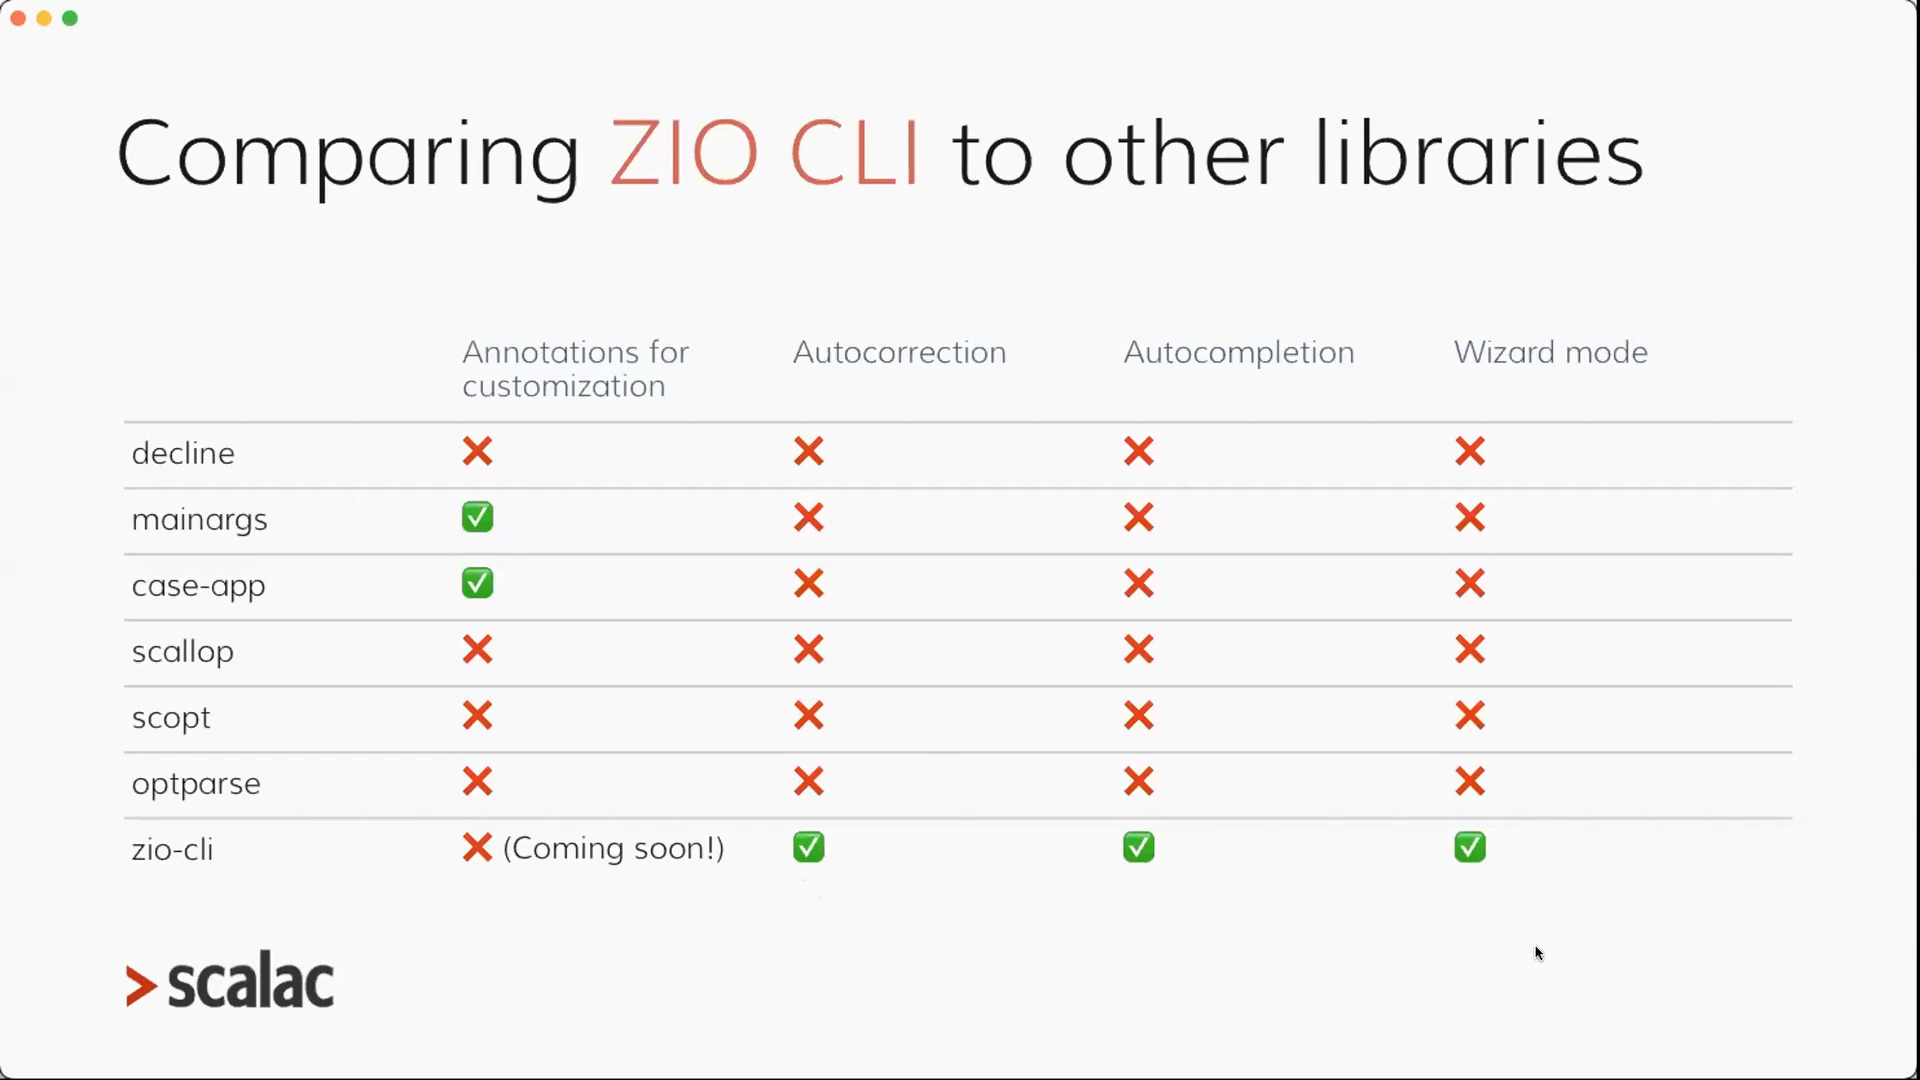 Comparing ZIO CLI to other libraries
Annotations for customization Autocorrection Autocompletion Wizard mode
decline ❌ ❌ ❌ ❌
mainargs ✅ ❌ ❌ ❌
case-app ✅ ❌ ❌ ❌
scallop ❌ ❌ ❌ ❌
scopt ❌ ❌ ❌ ❌
optparse ❌ ❌ ❌ ❌
zio-cli ❌ (Coming soon!) ✅ ✅ ✅
scalac